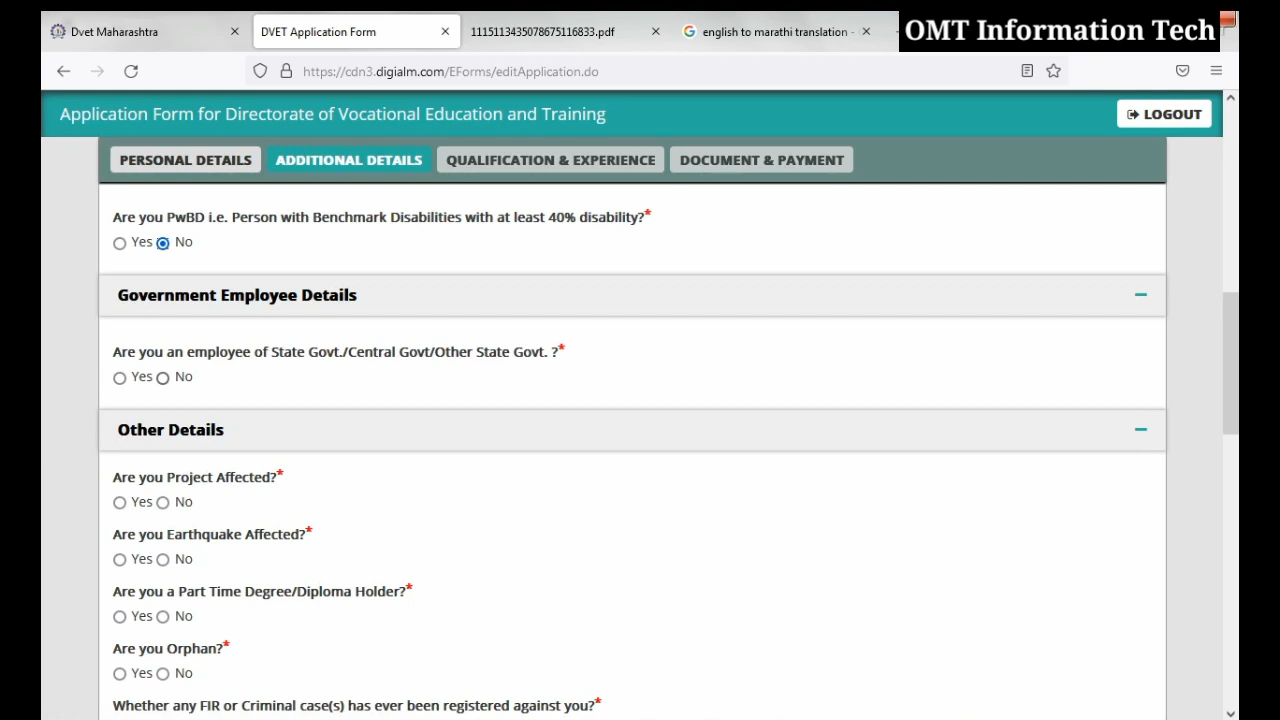 Dvet Maharashtra
DVET Application Form
1115113435078675116833.pdf
english to marathi translation -
OMT Information Tech
https://cdn3.digialm.com/EForms/editApplication.do
Application Form for Directorate of Vocational Education and Training
LOGOUT
PERSONAL DETAILS
ADDITIONAL DETAILS
QUALIFICATION & EXPERIENCE
DOCUMENT & PAYMENT
Are you PwBD i.e. Person with Benchmark Disabilities with at least 40% disability?*
Yes No
Government Employee Details
Are you an employee of State Govt./Central Govt/Other State Govt. ?*
Yes No
Other Details
Are you Project Affected?*
Yes No
Are you Earthquake Affected?*
Yes No
Are you a Part Time Degree/Diploma Holder?*
Yes No
Are you Orphan?*
Yes No
Whether any FIR or Criminal case(s) has ever been registered against you?*